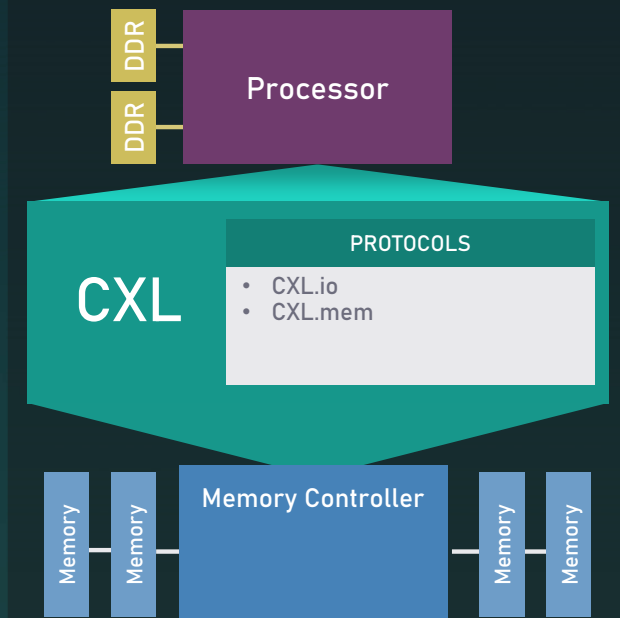 DDR
Processor
DDR
PROTOCOLS
CXL
• CXL.io
• CXL.mem
Memory Controller
Memory
Memory
Memory
Memory